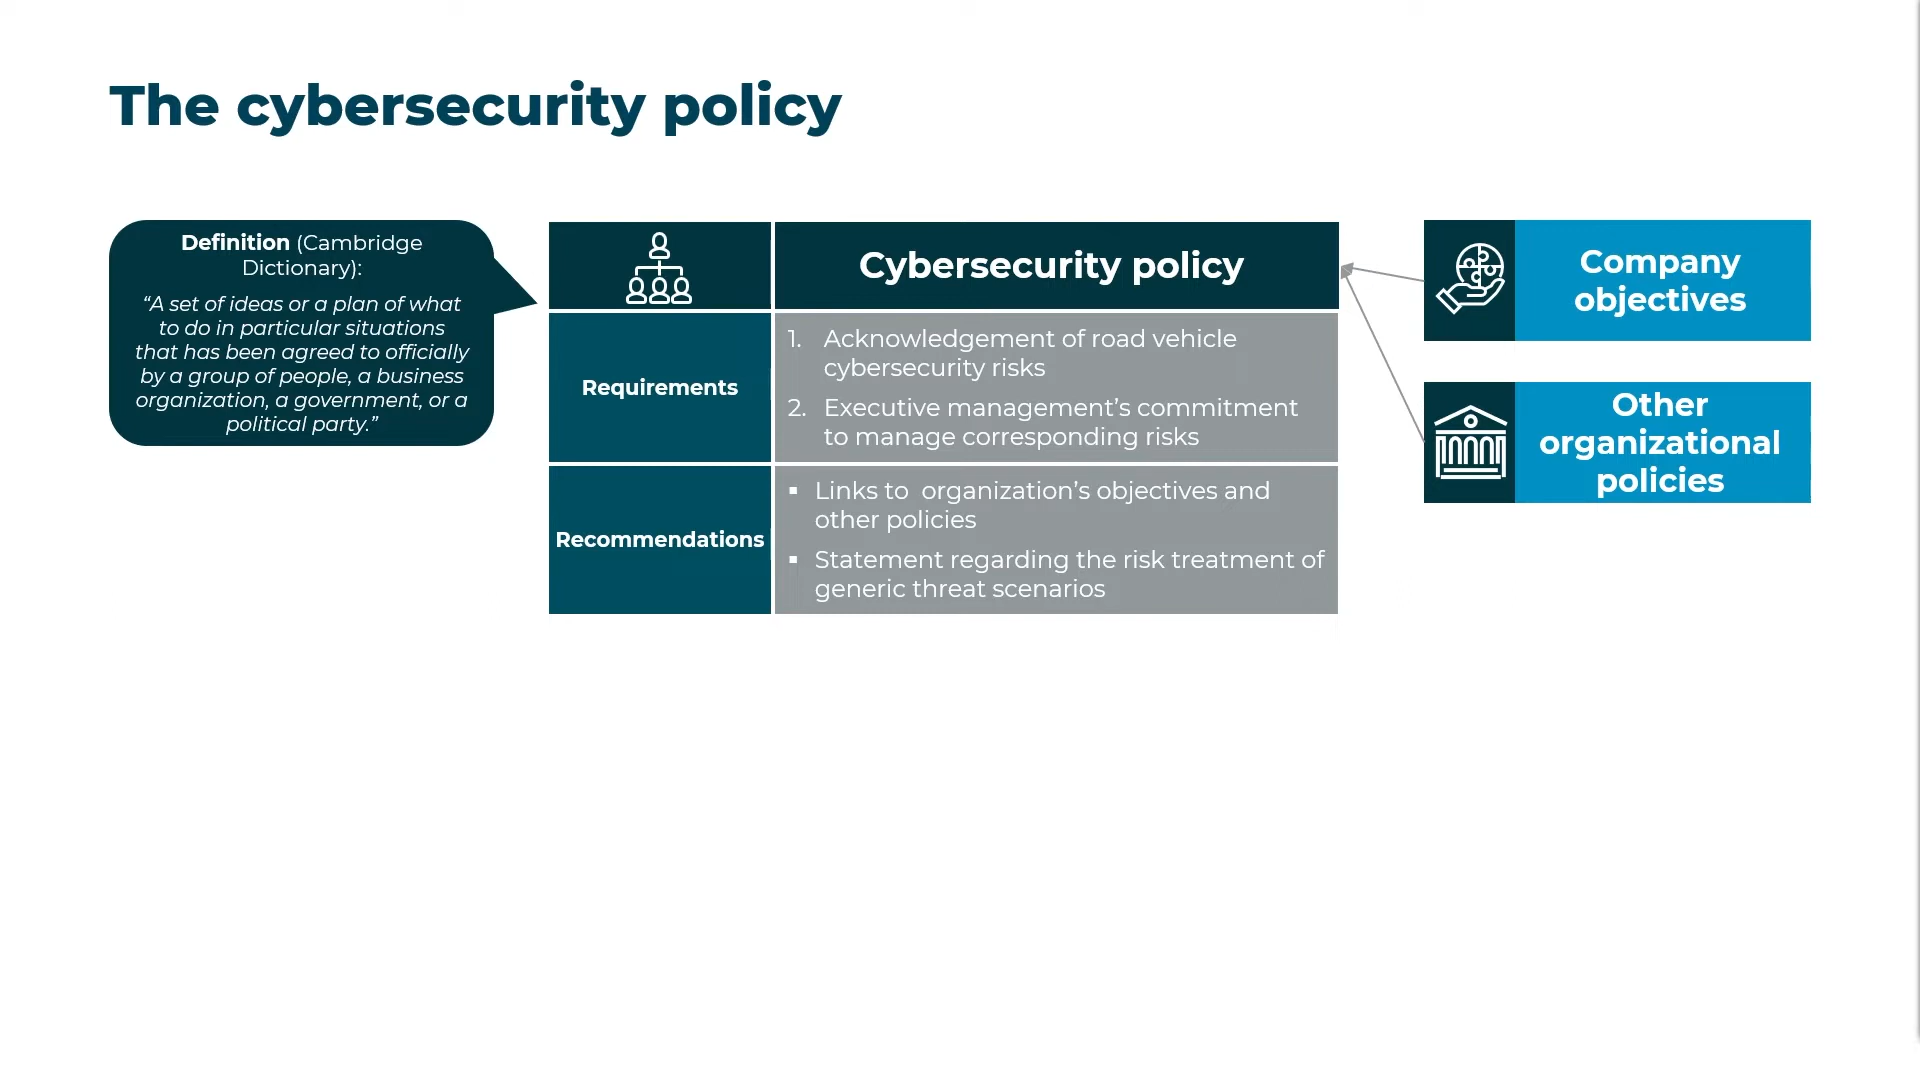 The cybersecurity policy
Definition (Cambridge
Dictionary):
“A set of ideas or a plan of what
to do in particular situations
that has been agreed to officially
by a group of people, a business
organization, a government, or a
political party.”
Cybersecurity policy
Requirements
1. Acknowledgement of road vehicle
cybersecurity risks
2. Executive management’s commitment
to manage corresponding risks
Recommendations
▪ Links to  organization’s objectives and
other policies
▪ Statement regarding the risk treatment of
generic threat scenarios
Company
objectives
Other
organizational
policies